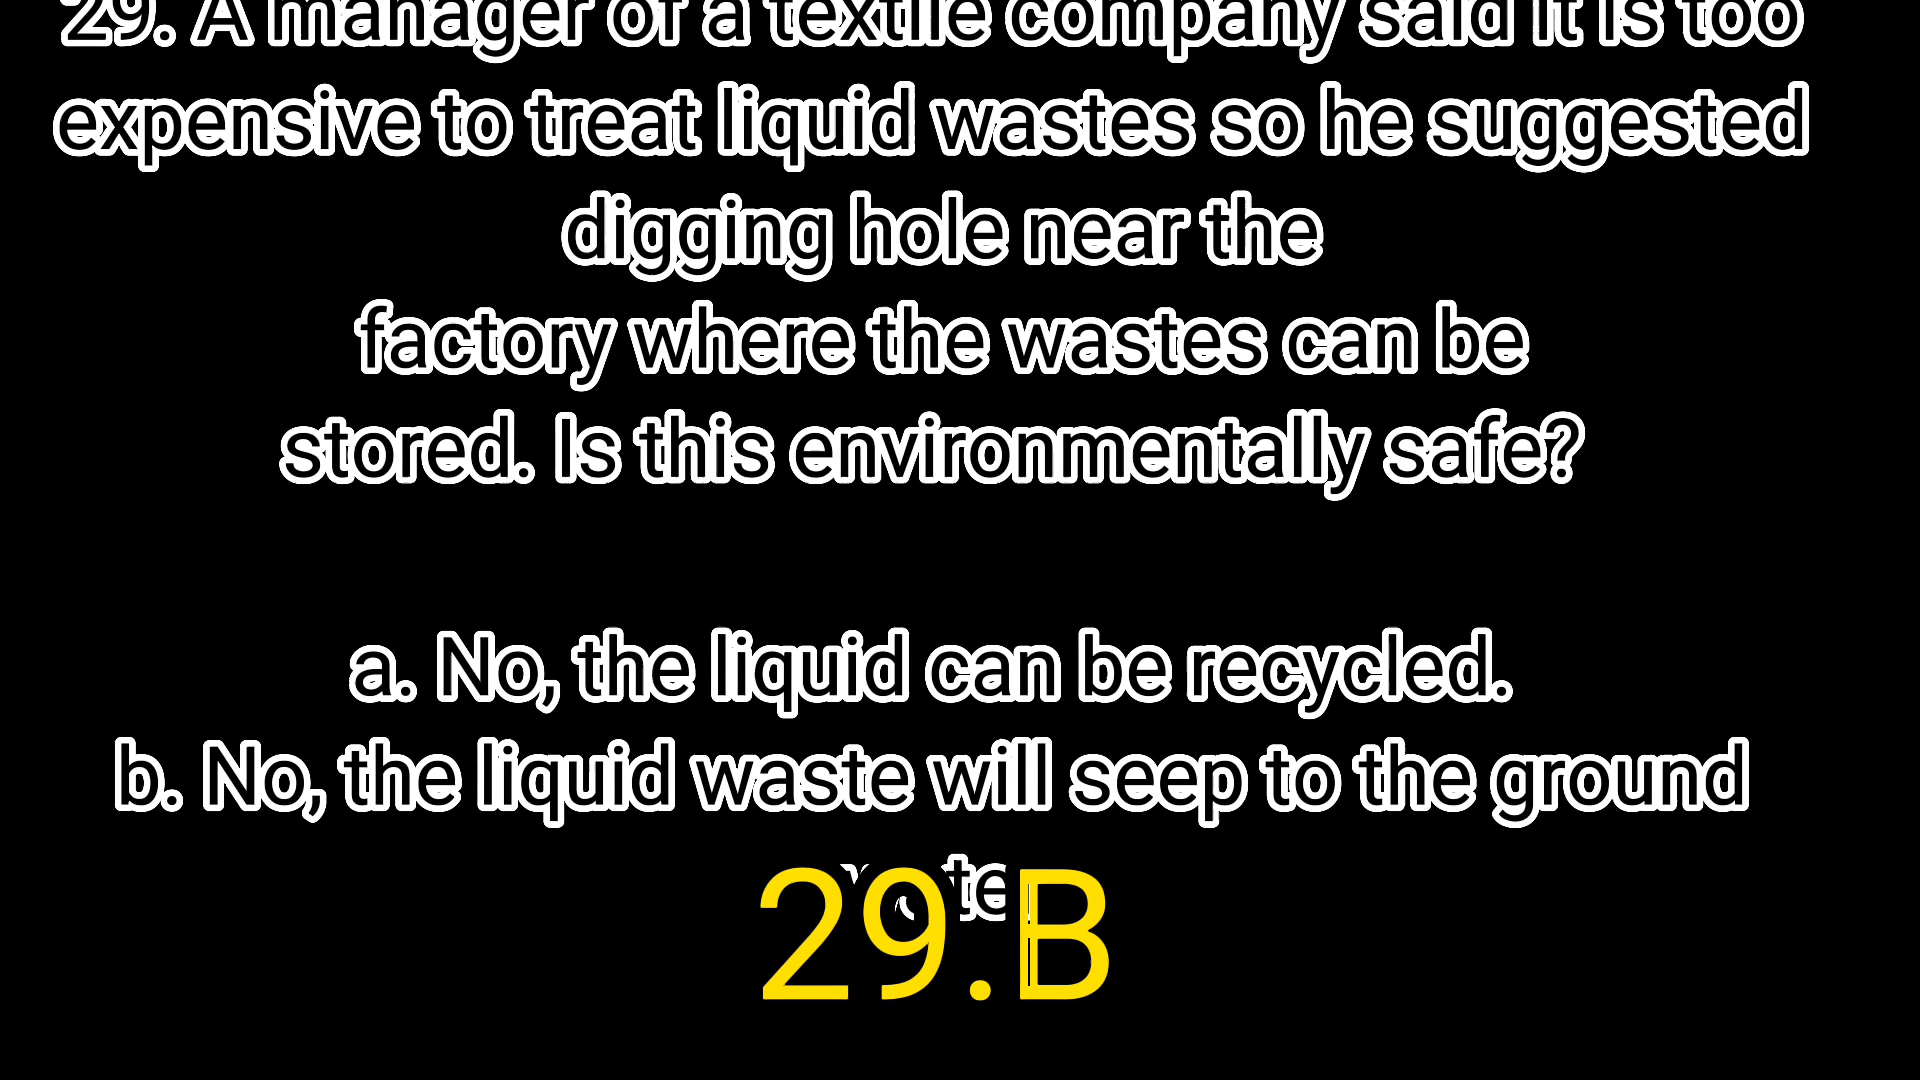 29. A manager of a textile company said it is too
expensive to treat liquid wastes so he suggested
digging hole near the
factory where the wastes can be
stored. Is this environmentally safe?
a. No, the liquid can be recycled.
b. No, the liquid waste will seep to the ground
29.B